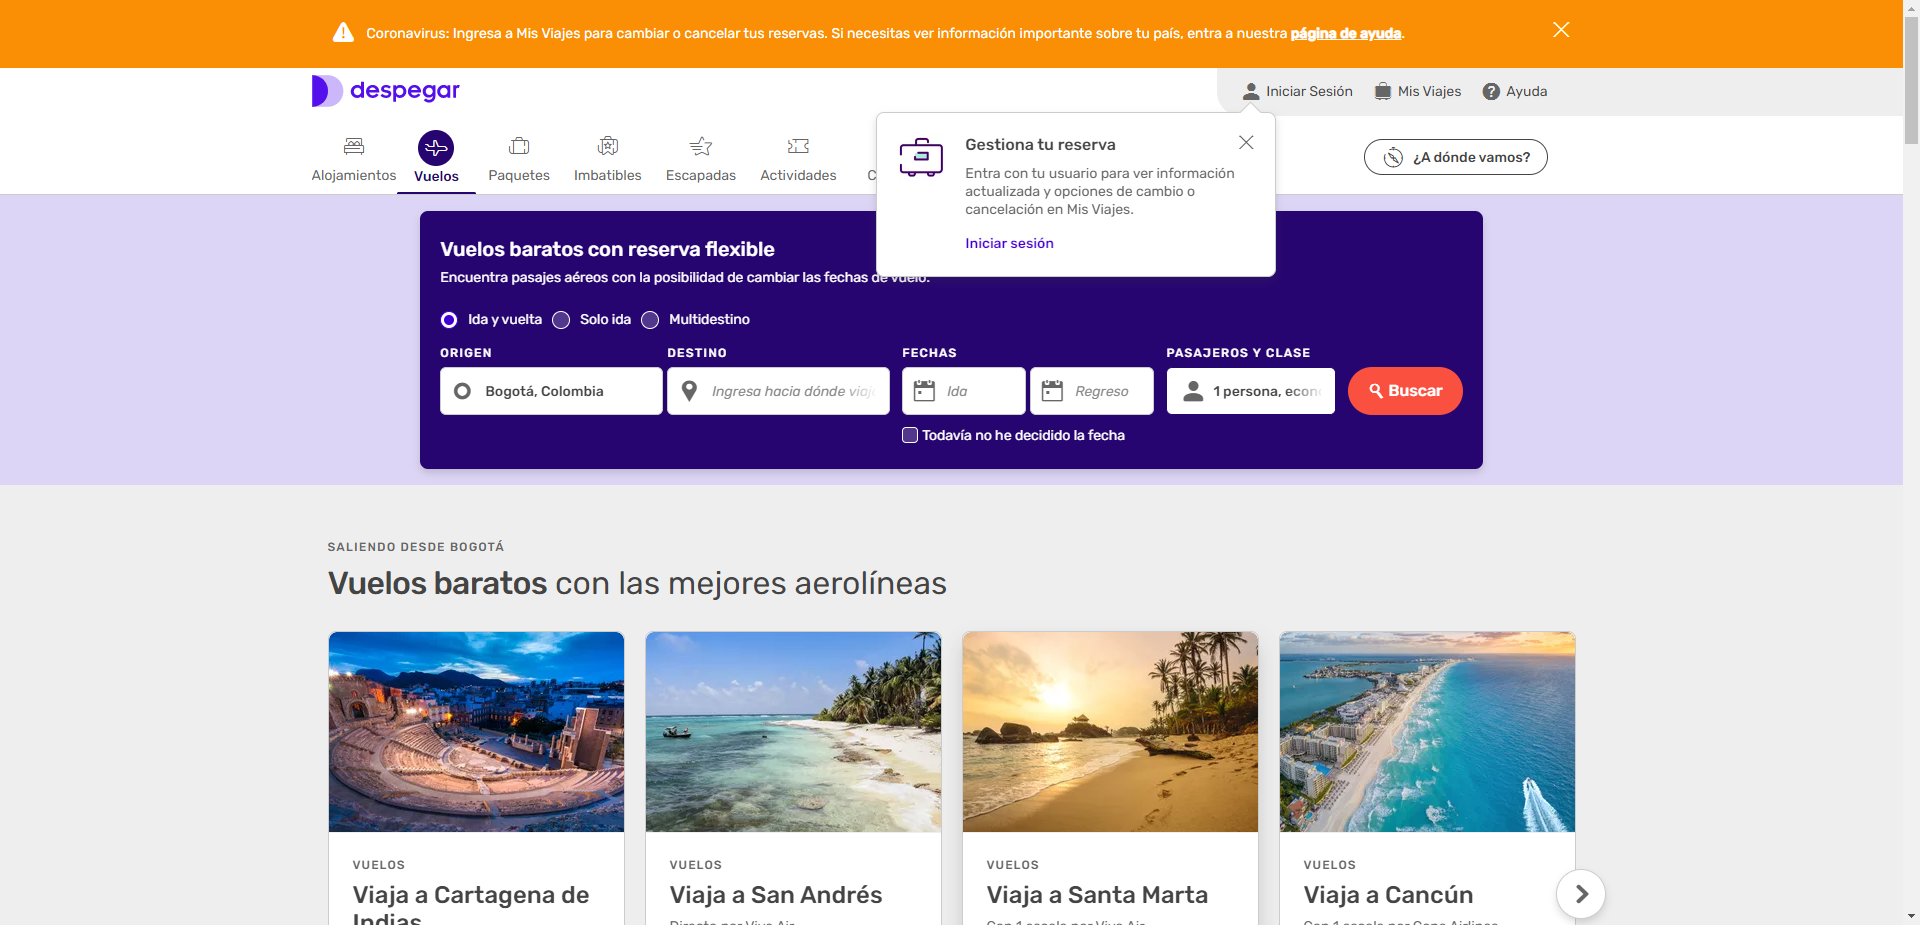 Coronavirus: Ingresa a Mis Viajes para cambiar o cancelar tus reservas. Si necesitas ver información importante sobre tu país, entra a nuestra página de ayuda.
despegar
Iniciar Sesión
Mis Viajes
Ayuda
Alojamientos
Vuelos
Paquetes
Imbatibles
Escapadas
Actividades
¿A dónde vamos?
Gestiona tu reserva
Entra con tu usuario para ver información
actualizada y opciones de cambio o
cancelación en Mis Viajes.
Iniciar sesión
Vuelos baratos con reserva flexible
Encuentra pasajes aéreos con la posibilidad de cambiar las fechas de vuelo.
Ida y vuelta
Solo ida
Multidestino
ORIGEN
DESTINO
FECHAS
PASAJEROS Y CLASE
Bogotá, Colombia
Ingresa hacia dónde viaj
Ida
Regreso
1 persona, econ
Buscar
Todavía no he decidido la fecha
SALIENDO DESDE BOGOTÁ
Vuelos baratos con las mejores aerolíneas
VUELOS
Viaja a Cartagena de
Indias
VUELOS
Viaja a San Andrés
VUELOS
Viaja a Santa Marta
VUELOS
Viaja a Cancún